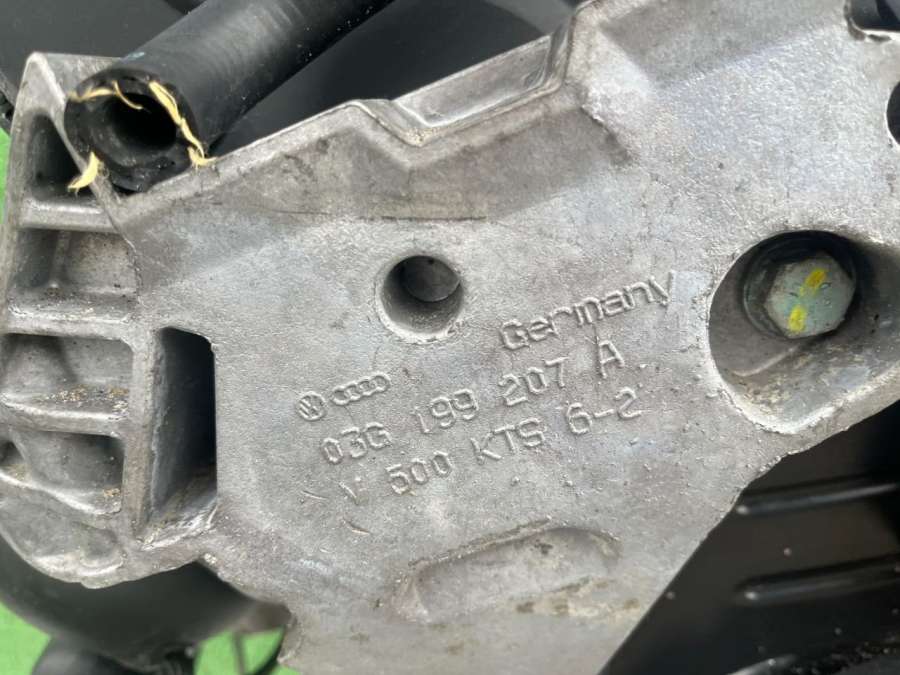 Germany
03G 199 207 A
V 500 KTS 6-2